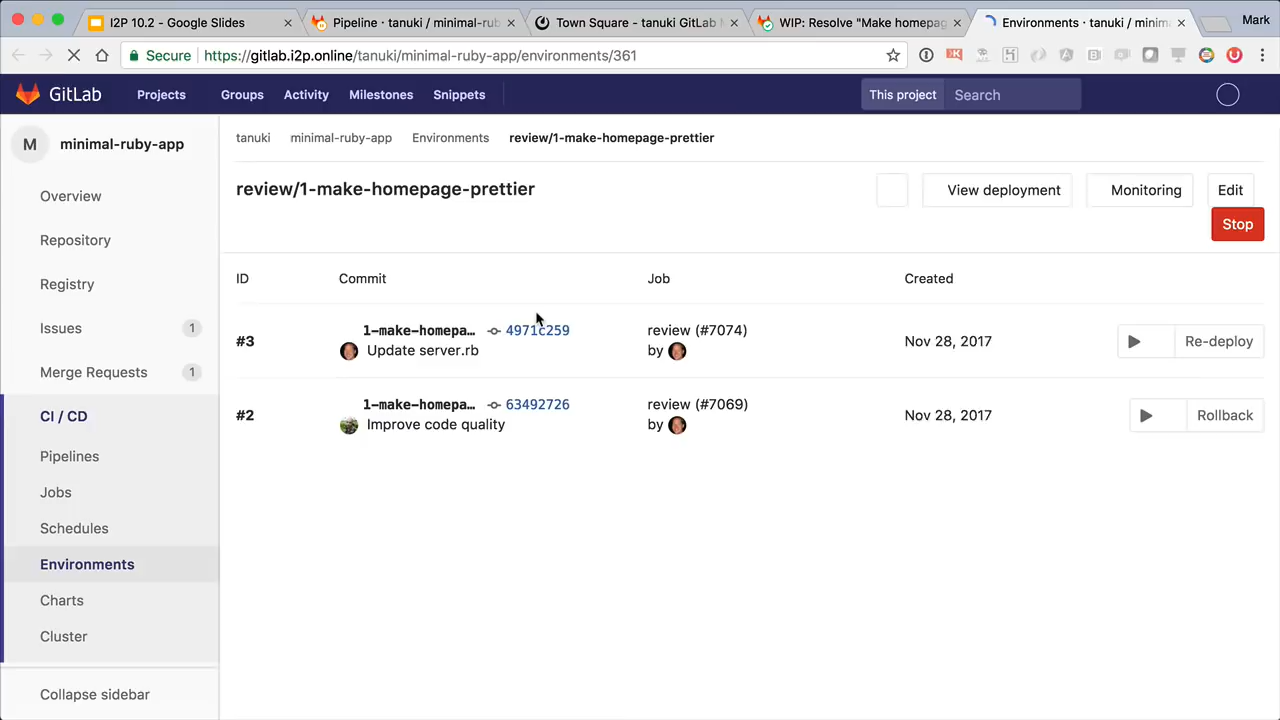 I2P 10.2 - Google Slides
Pipeline · tanuki / minimal-rub
Town Square - tanuki GitLab M
WIP: Resolve "Make homepag
Environments · tanuki / minim
Mark
Secure
https://gitlab.i2p.online/tanuki/minimal-ruby-app/environments/361
GitLab
Projects
Groups
Activity
Milestones
Snippets
This project
Search
M
minimal-ruby-app
Overview
Repository
Registry
Issues 1
Merge Requests 1
CI / CD
Pipelines
Jobs
Schedules
Environments
Charts
Cluster
Collapse sidebar
tanuki minimal-ruby-app Environments review/1-make-homepage-prettier
review/1-make-homepage-prettier
View deployment
Monitoring
Edit
Stop
ID Commit Job Created
#3
1-make-homepa... 4971c259
Update server.rb
review (#7074)
by
Nov 28, 2017
Re-deploy
#2
1-make-homepa... 63492726
Improve code quality
review (#7069)
by
Nov 28, 2017
Rollback